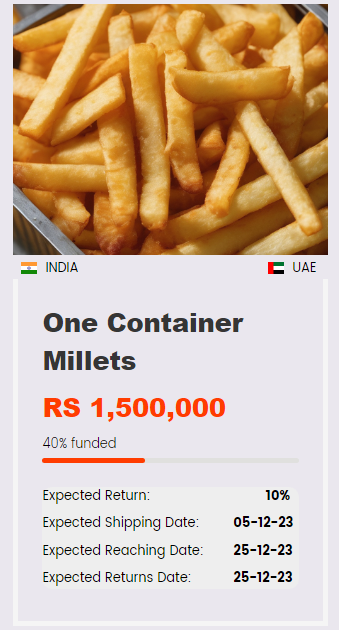 INDIA UAE
One Container
Millets
RS 1,500,000
40% funded
Expected Return: 10%
Expected Shipping Date: 05-12-23
Expected Reaching Date: 25-12-23
Expected Returns Date: 25-12-23